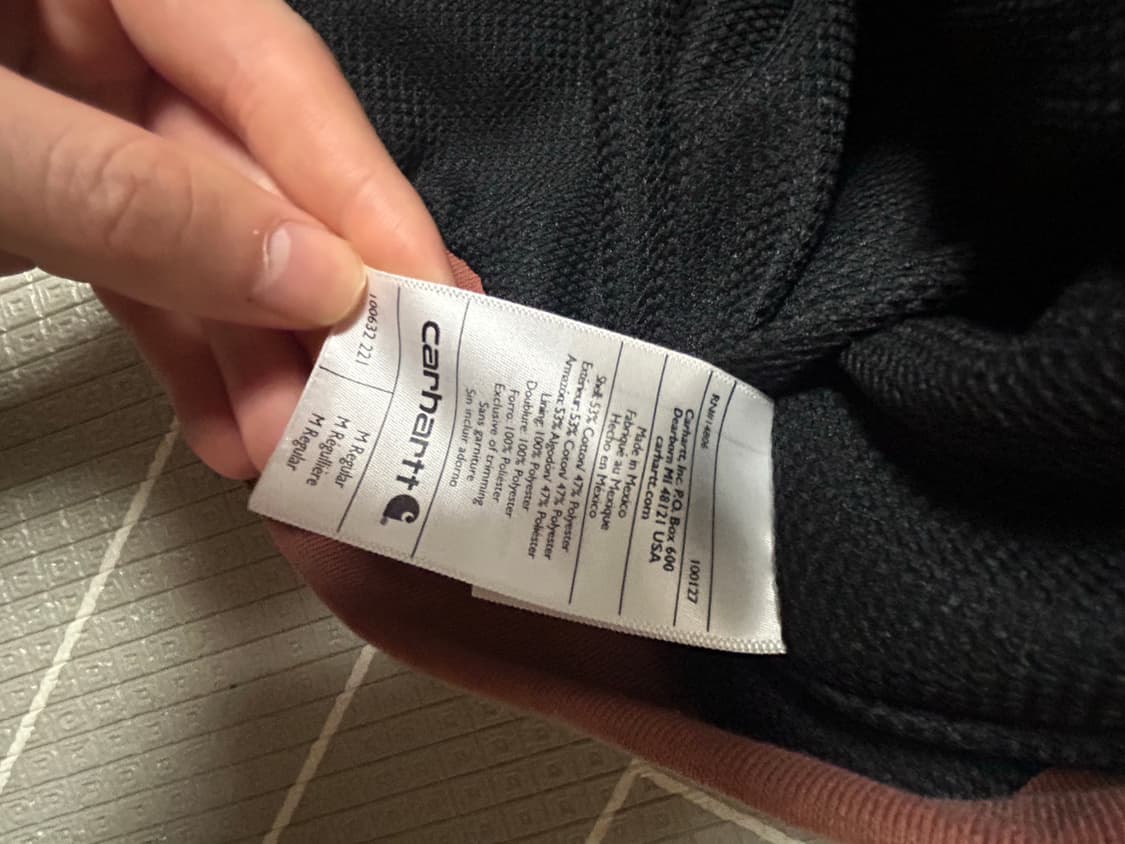 RN#14806 100127
Carhartt, Inc. P.O. Box 600
Dearborn MI 48121 USA
carhartt.com
Made in Mexico
Fabriqué au Mexique
Hecho en México
Shell: 53% Cotton/ 47% Polyester
Extérieur: 53% Coton/ 47% Polyester
Armazón: 53% Algodón/ 47% Poliéster
Lining: 100% Polyester
Doublure: 100% Polyester
Forro: 100% Poliéster
Exclusive of trimming
Sans garniture
Sin incluir adorno
carhartt
100632 221
M Regular
M Régulière
M Regular